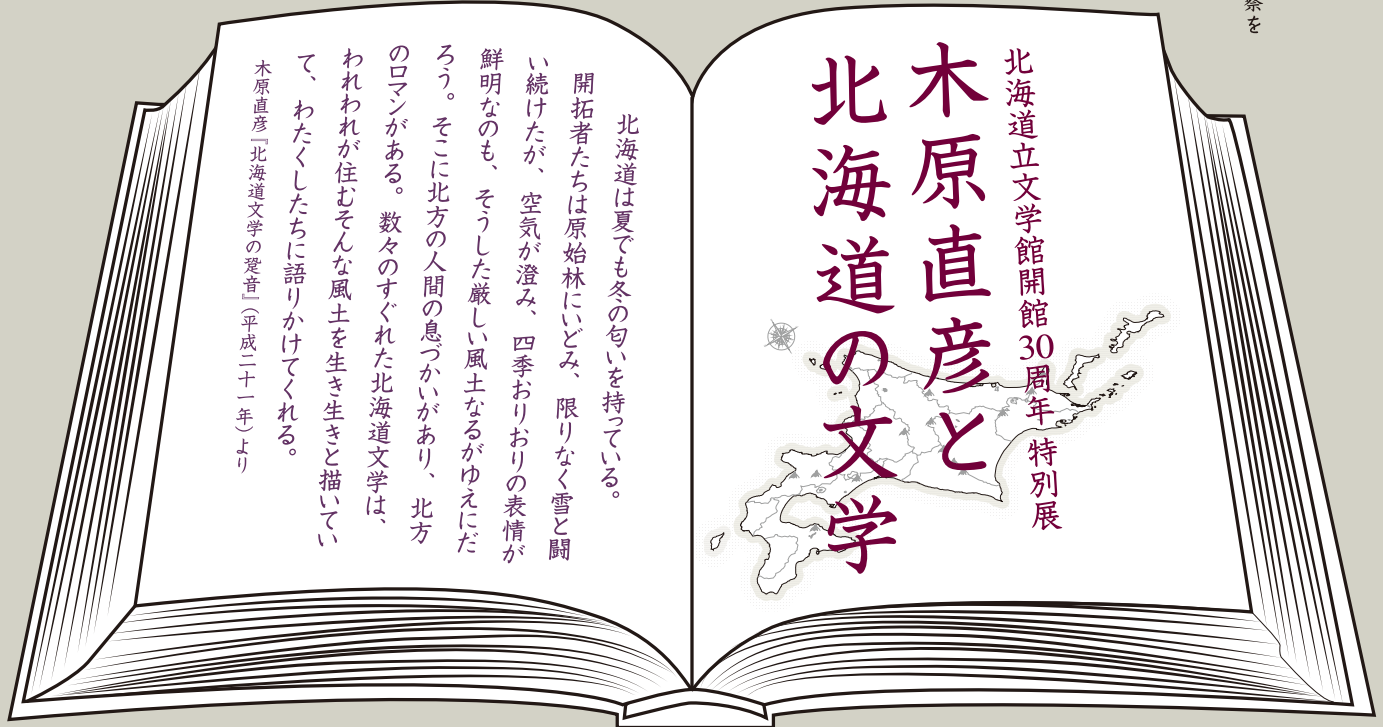 祭を
北海道立文学館開館30周年 特別展
木原直彦と
北海道の文学
北海道は夏でも冬の匂いを持っている。
開拓者たちは原始林にいどみ、限りなく雪と闘
い続けたが、空気が澄み、四季おりおりの表情が
鮮明なのも、そうした厳しい風土なるがゆえにだ
ろう。そこに北方の人間の息づかいがあり、北方
のロマンがある。数々のすぐれた北海道文学は、
われわれが住むそんな風土を生き生きと描いてい
て、わたくしたちに語りかけてくれる。
木原直彦『北海道文学の跫音』(平成二十一年)より